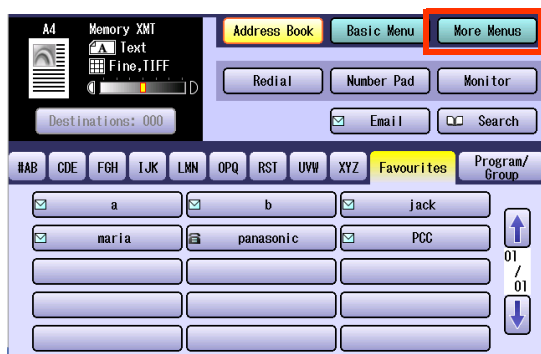 A4 Memory XMT Address Book Basic Menu More Menus
A Text
Fine,TIFF
D Redial Number Pad Monitor
Destinations: 000 Email Search
#AB CDE FGH IJK LMN OPQ RST UVW XYZ Favourites Program/
Group
a b jack
maria panasonic PCC
01
/
01